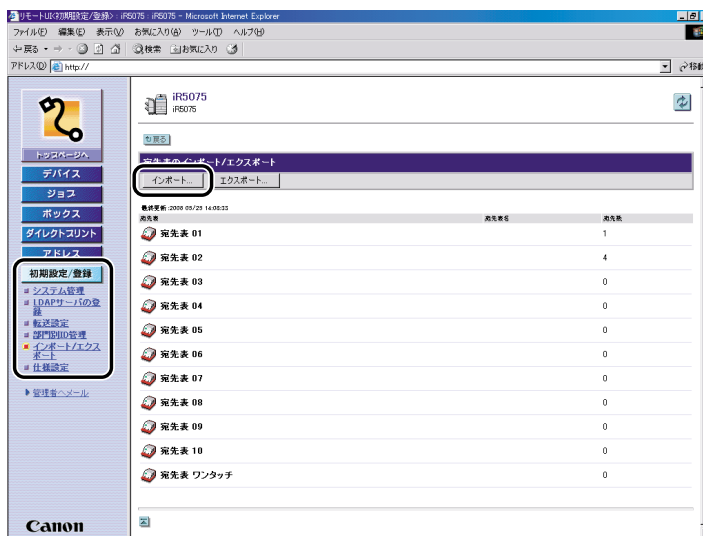 リモートUI<初期設定/登録> : iR5075 : iR5075 - Microsoft Internet Explorer
ファイル(F) 編集(E) 表示(V) お気に入り(A) ツール(T) ヘルプ(H)
戻る 検索 お気に入り
アドレス(D) http:// 移動
iR5075
iR5075
戻る
トップページへ
デバイス
ジョブ
ボックス
ダイレクトプリント
アドレス
初期設定/登録
システム管理
LDAPサーバの登
録
転送設定
部門別ID管理
インポート/エクス
ポート
仕様設定
管理者へメール
Canon
宛先表のインポート/エクスポート
インポート... エクスポート...
最終更新 :2008 05/23 14:06:33
宛先表 宛先表名 宛先数
宛先表 01 1
宛先表 02 4
宛先表 03 0
宛先表 04 0
宛先表 05 0
宛先表 06 0
宛先表 07 0
宛先表 08 0
宛先表 09 0
宛先表 10 0
宛先表 ワンタッチ 0